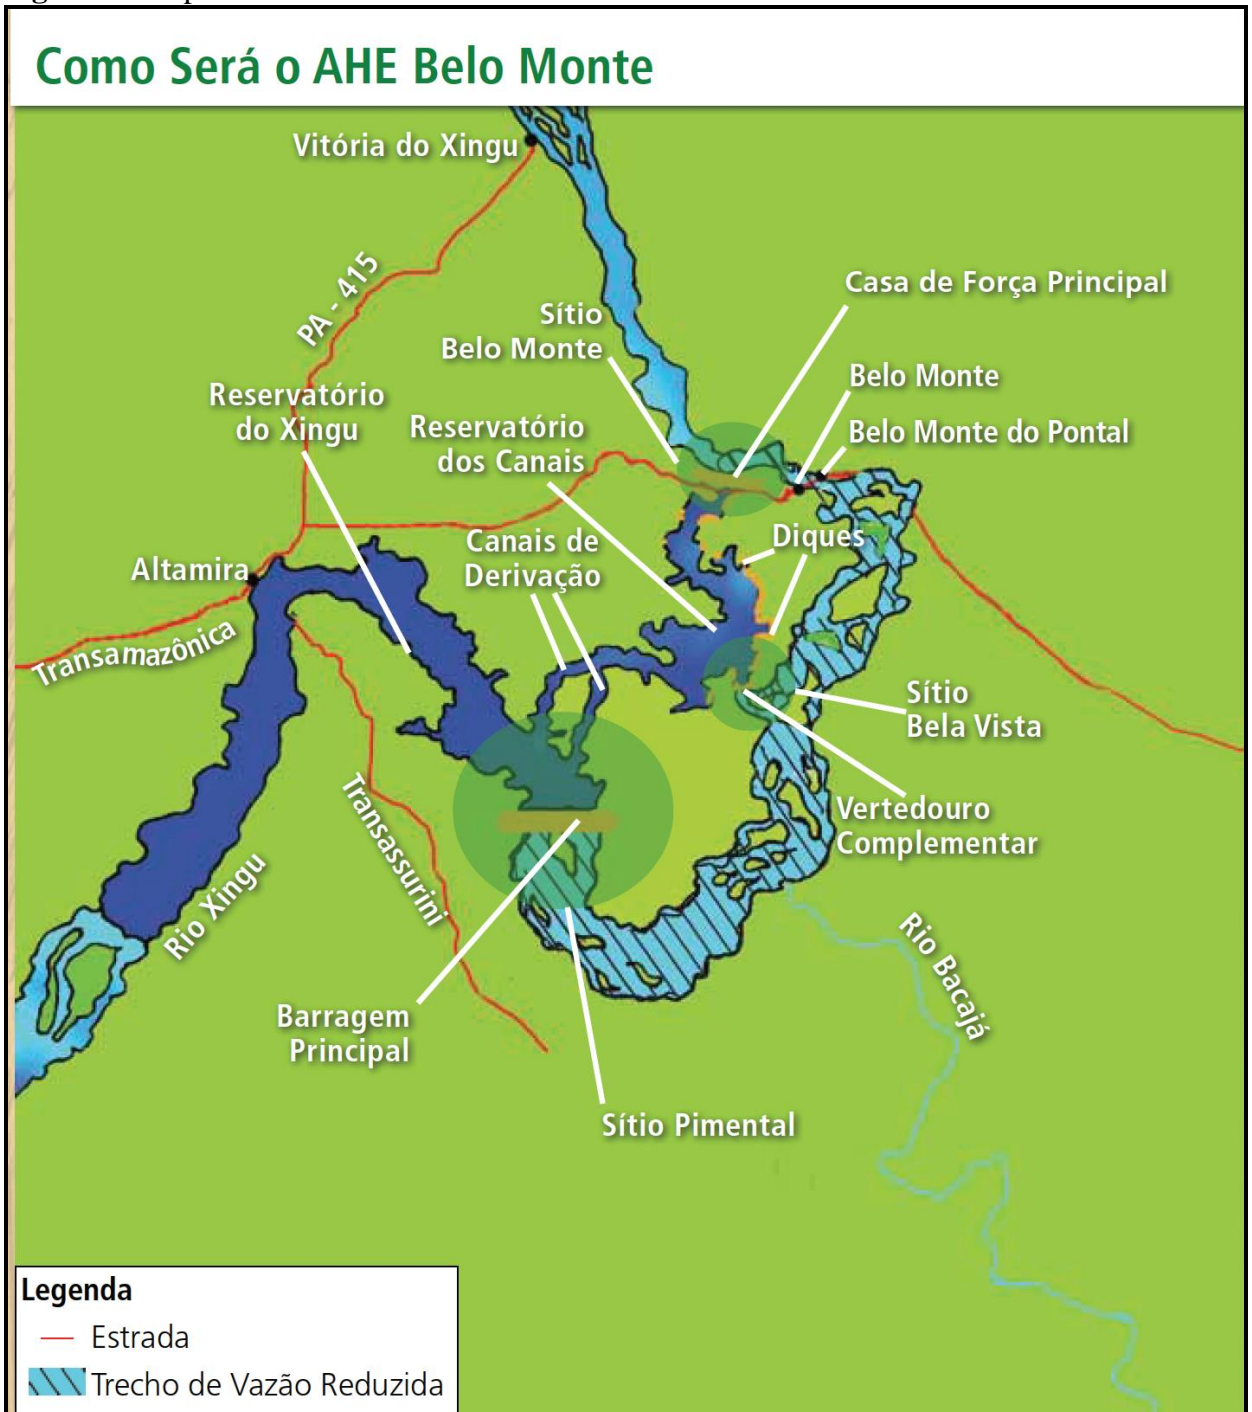 Como Será o AHE Belo Monte
Vitória do Xingu
PA - 415
Casa de Força Principal
Sítio
Belo Monte
Belo Monte
Belo Monte do Pontal
Reservatório
do Xingu
Reservatório
dos Canais
Diques
Canais de
Derivação
Altamira
Transamazônica
Sítio
Bela Vista
Transassurini
Vertedouro
Complementar
Rio Xingu
Rio Bacajá
Barragem
Principal
Sítio Pimental
Legenda
Estrada
Trecho de Vazão Reduzida